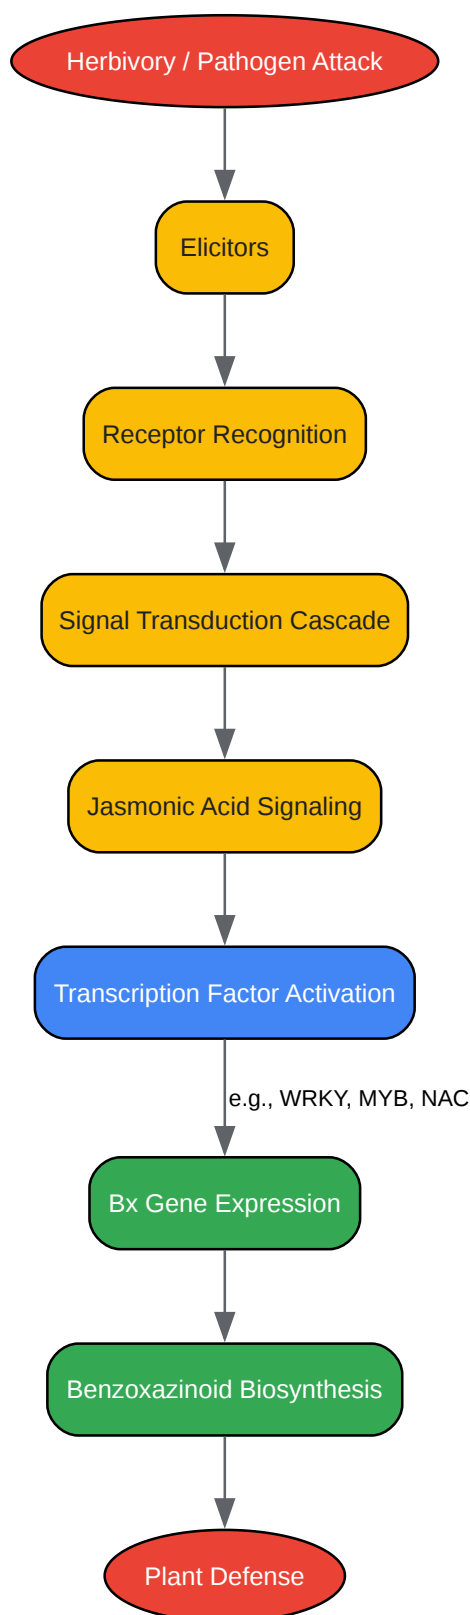 Herbivory / Pathogen Attack
Elicitors
Receptor Recognition
Signal Transduction Cascade
Jasmonic Acid Signaling
Transcription Factor Activation
e.g., WRKY, MYB, NAC
Bx Gene Expression
Benzoxazinoid Biosynthesis
Plant Defense